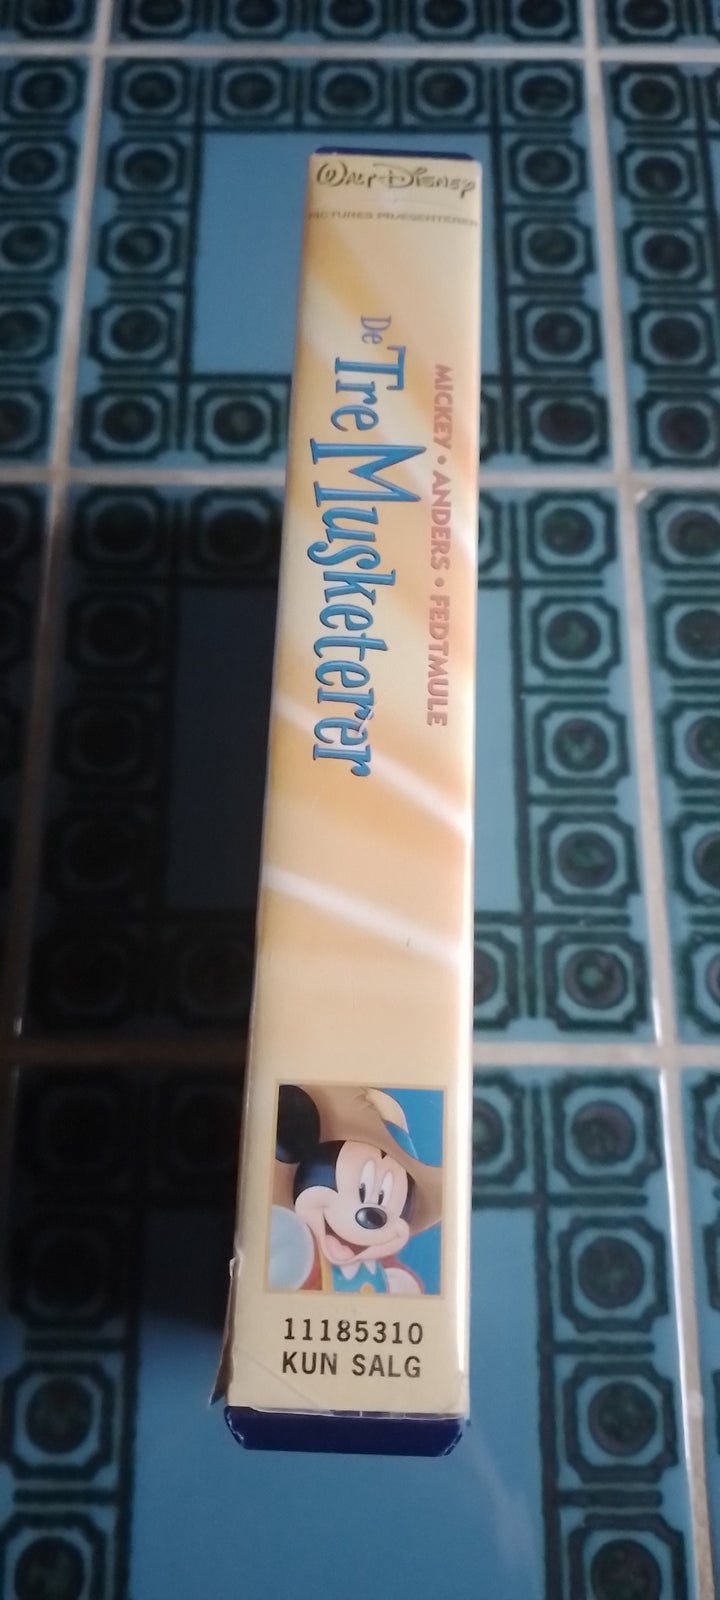 WALT DISNEY
PICTURES PRÆSENTERER
MICKEY • ANDERS • FEDTMULE
De Tre Musketerer
11185310
KUN SALG